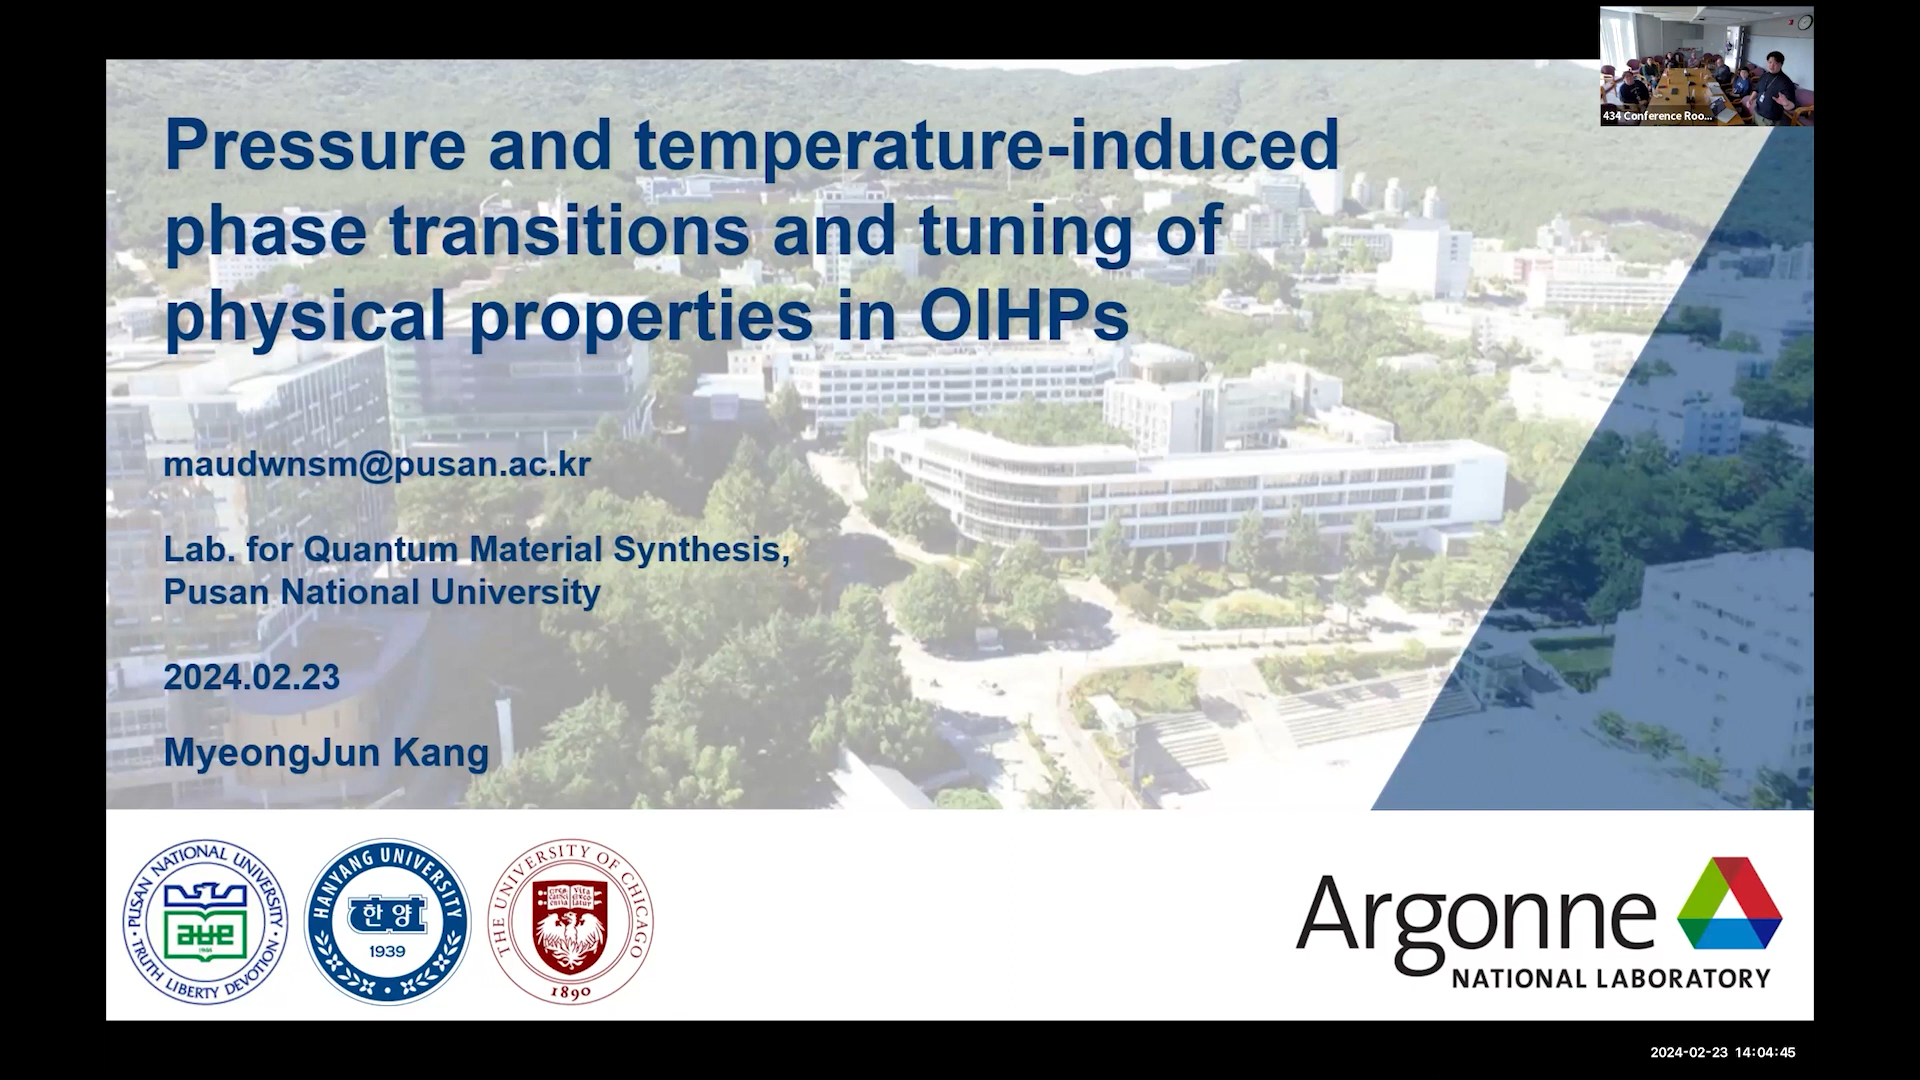 434 Conference Roo...
Pressure and temperature-induced
phase transitions and tuning of
physical properties in OIHPs
maudwnsm@pusan.ac.kr
Lab. for Quantum Material Synthesis,
Pusan National University
2024.02.23
MyeongJun Kang
PUSAN NATIONAL UNIVERSITY
TRUTH LIBERTY DEVOTION
HANYANG UNIVERSITY
한양
1939
THE UNIVERSITY OF CHICAGO
1890
Argonne
NATIONAL LABORATORY
2024-02-23 14:04:45